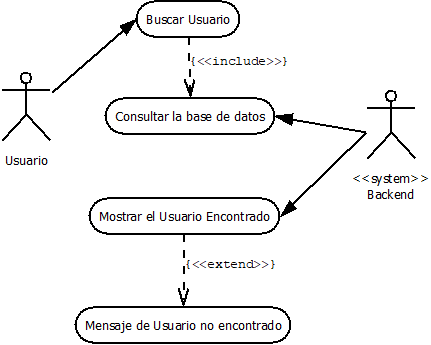 Buscar Usuario
{<<include>>}
Consultar la base de datos
Usuario
<<system>>
Backend
Mostrar el Usuario Encontrado
{<<extend>>}
Mensaje de Usuario no encontrado